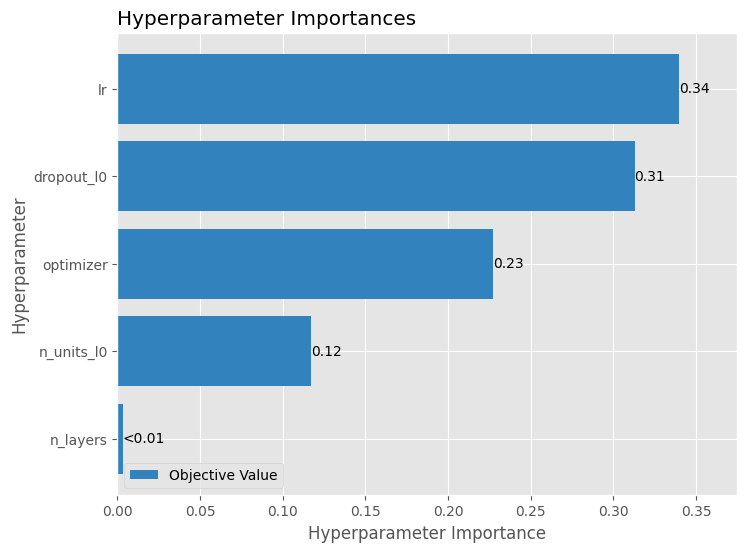 Hyperparameter Importances
Hyperparameter
lr
0.34
dropout_l0
0.31
optimizer
0.23
n_units_l0
0.12
n_layers
<0.01
Objective Value
0.00 0.05 0.10 0.15 0.20 0.25 0.30 0.35
Hyperparameter Importance